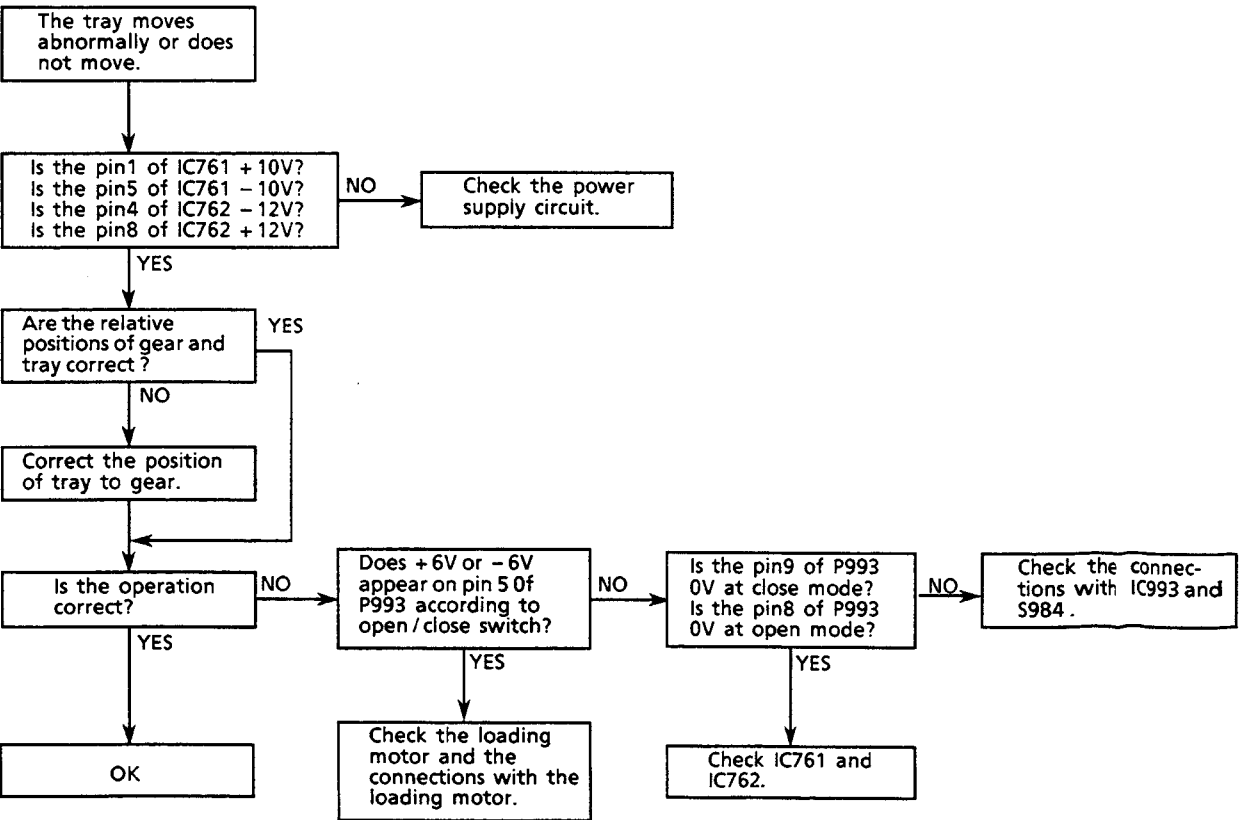 The tray moves
abnormally or does
not move.
Is the pin1 of IC761 +10V?
Is the pin5 of IC761 −10V?
Is the pin4 of IC762 −12V?
Is the pin8 of IC762 +12V?
NO
Check the power
supply circuit.
YES
Are the relative
positions of gear and
tray correct?
YES
NO
Correct the position
of tray to gear.
Is the operation
correct?
NO
Does +6V or −6V
appear on pin 5 0f
P993 according to
open/close switch?
NO
Is the pin9 of P993
0V at close mode?
Is the pin8 of P993
0V at open mode?
NO
Check the connec-
tions with IC993 and
S984.
YES
YES
YES
OK
Check the loading
motor and the
connections with the
loading motor.
Check IC761 and
IC762.